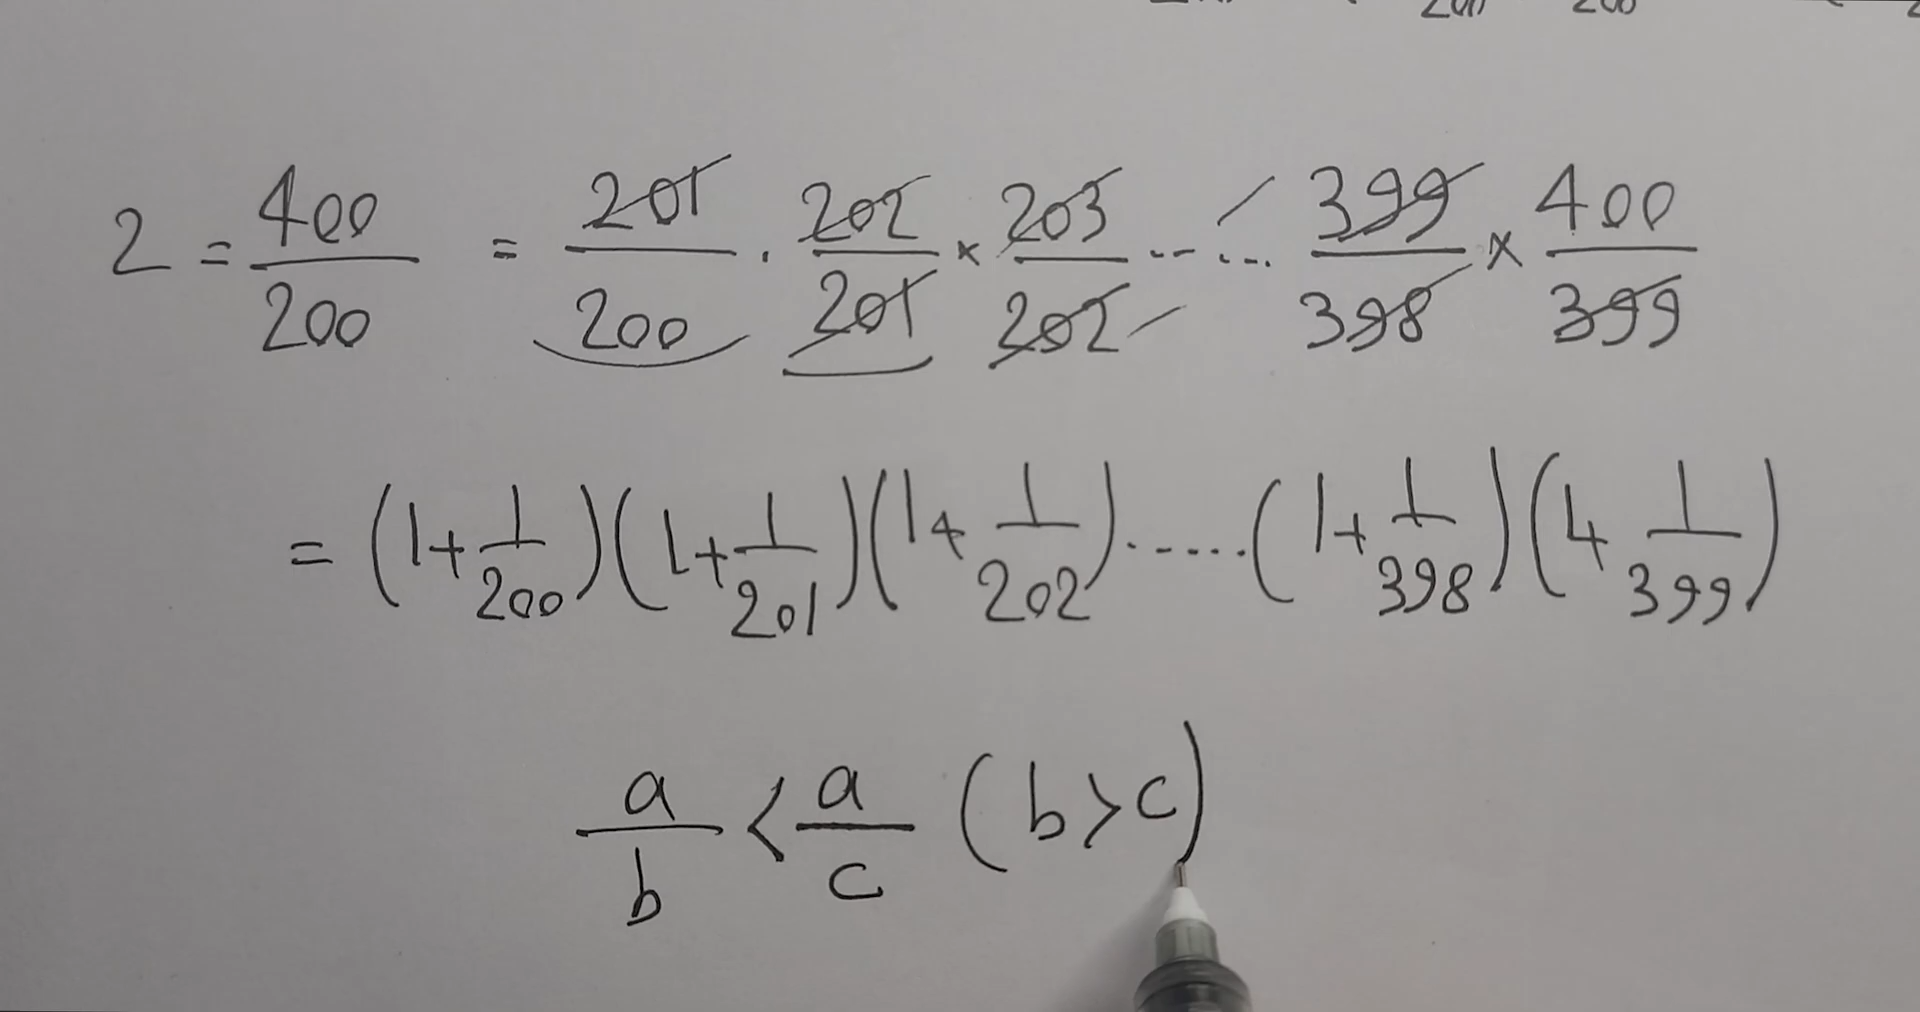 2 = 400/200 = 201/200 . 202/201 x 203/202 ------ 399/398 x 400/399
= (1+1/200)(1+1/201)(1+1/202)......(1+1/398)(1+1/399)
a/b < a/c (b>c)